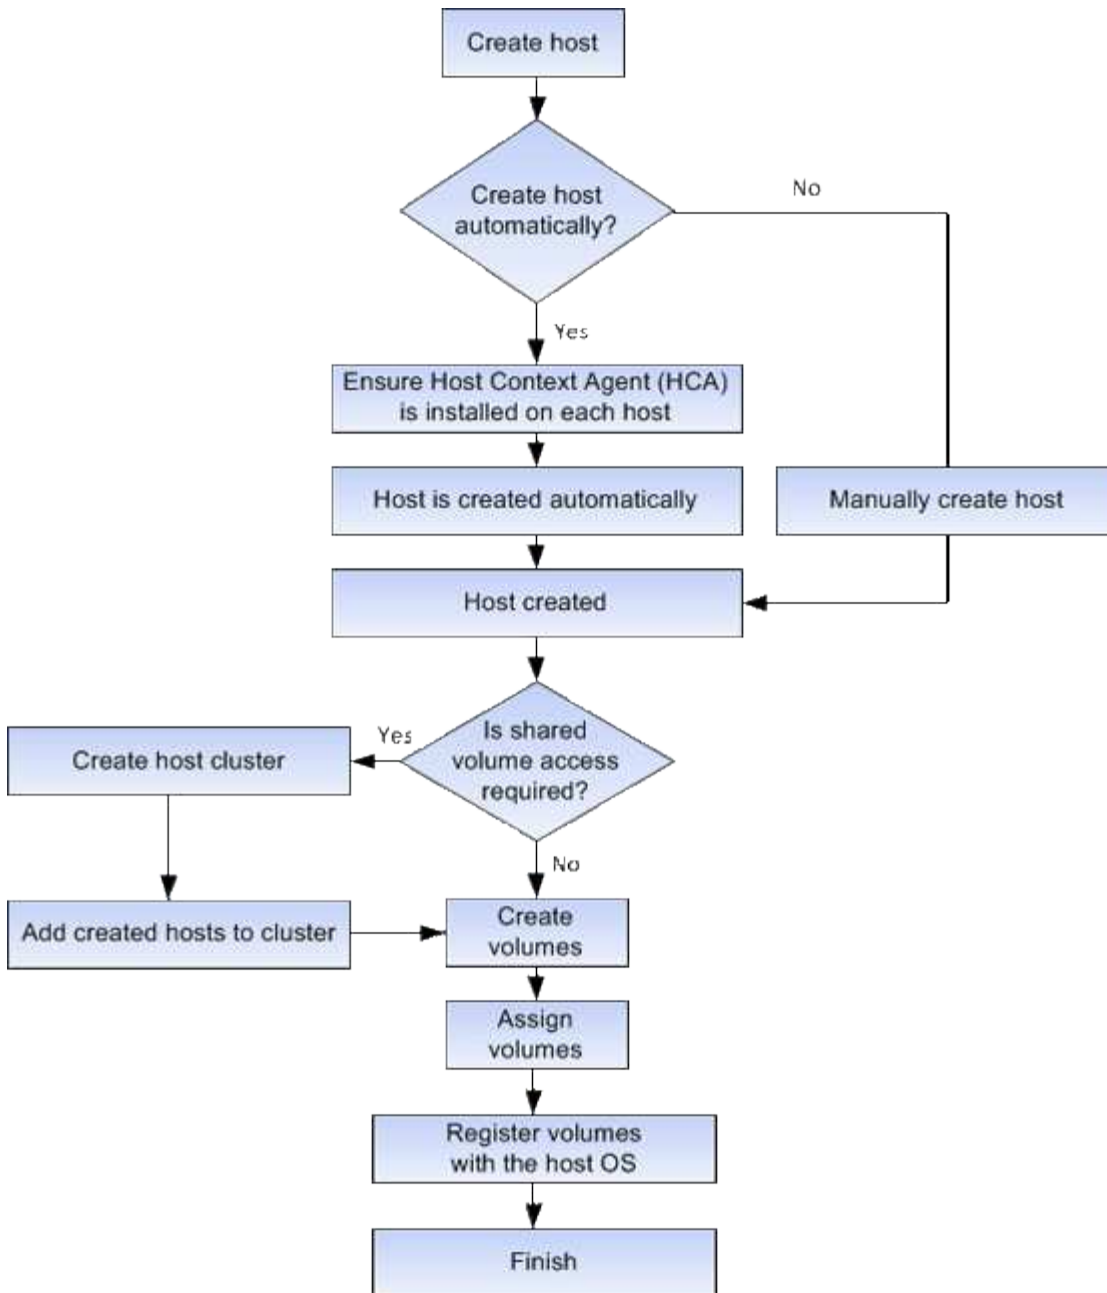 Create host
Create host
automatically?
No
Yes
Ensure Host Context Agent (HCA)
is installed on each host
Host is created automatically
Manually create host
Host created
Is shared
volume access
required?
Yes
Create host cluster
No
Add created hosts to cluster
Create
volumes
Assign
volumes
Register volumes
with the host OS
Finish